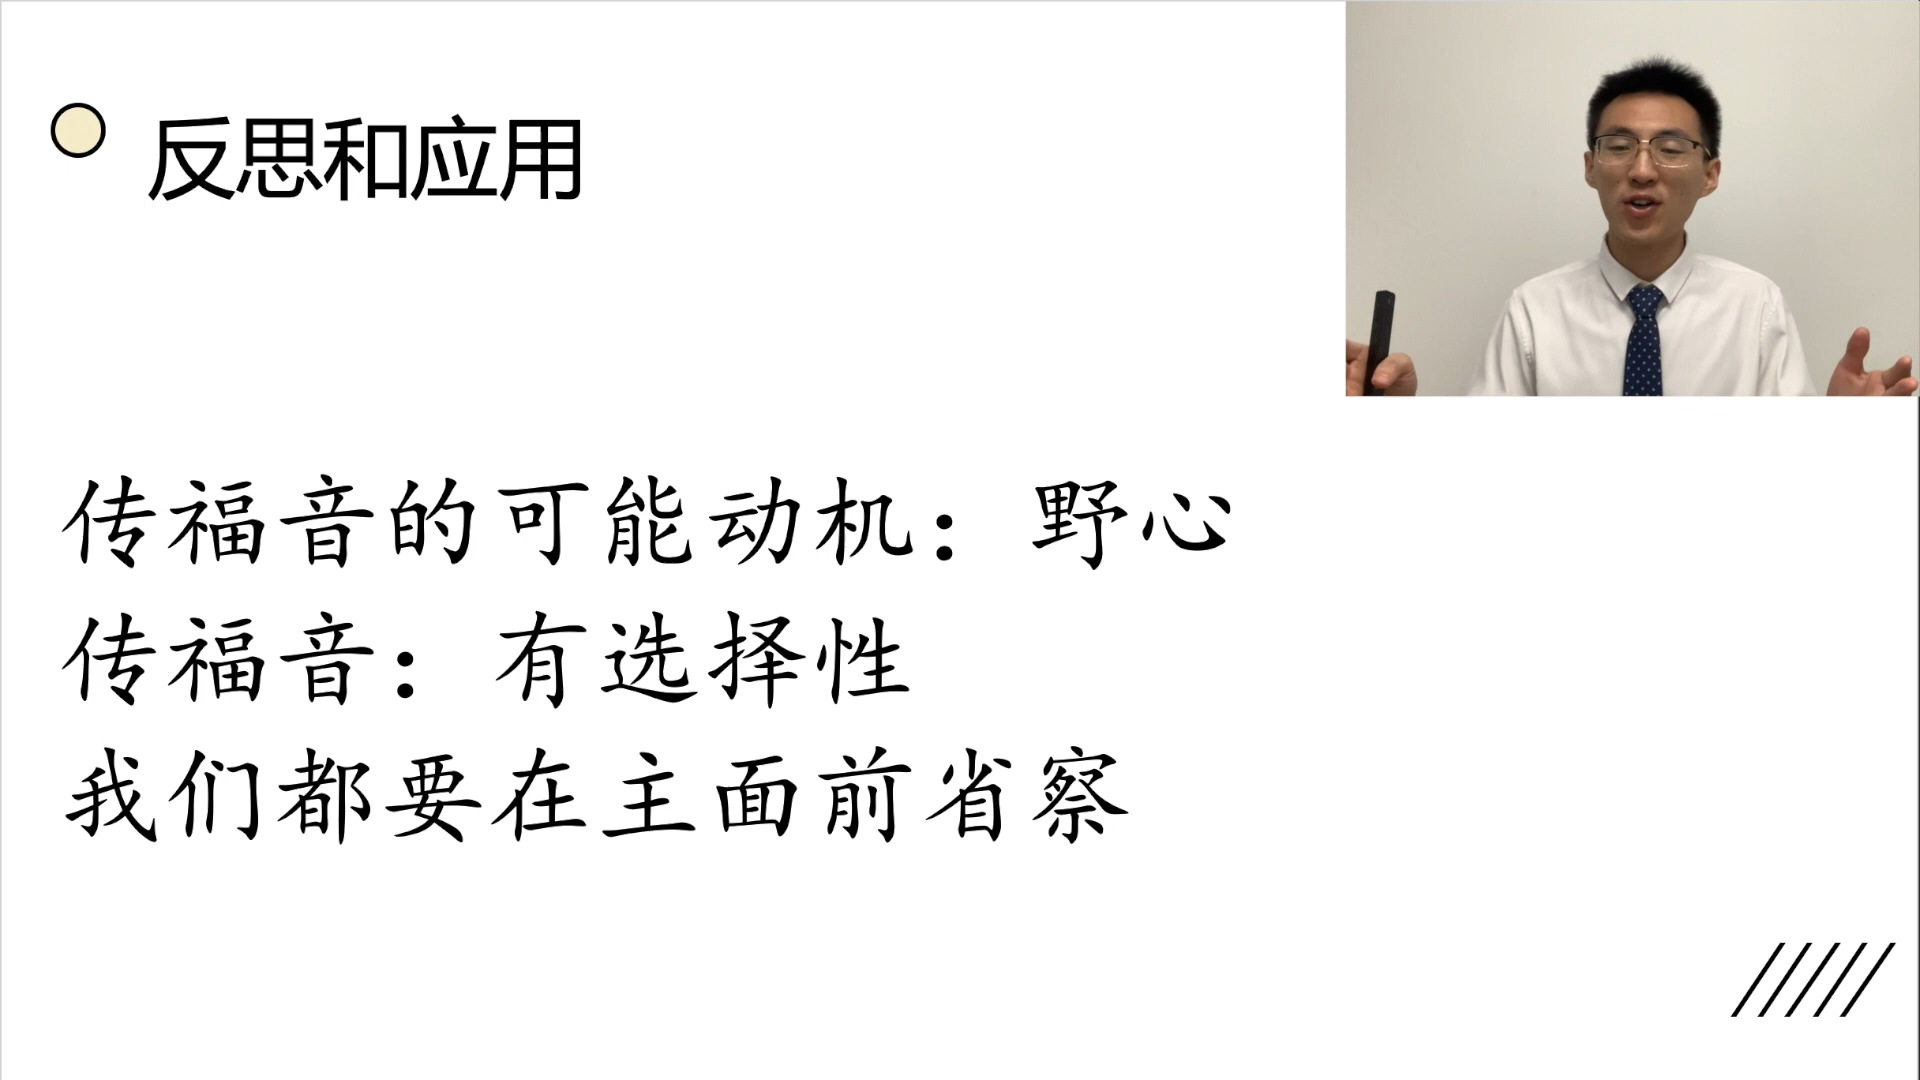 反思和应用
传福音的可能动机：野心
传福音：有选择性
我们都要在主面前省察